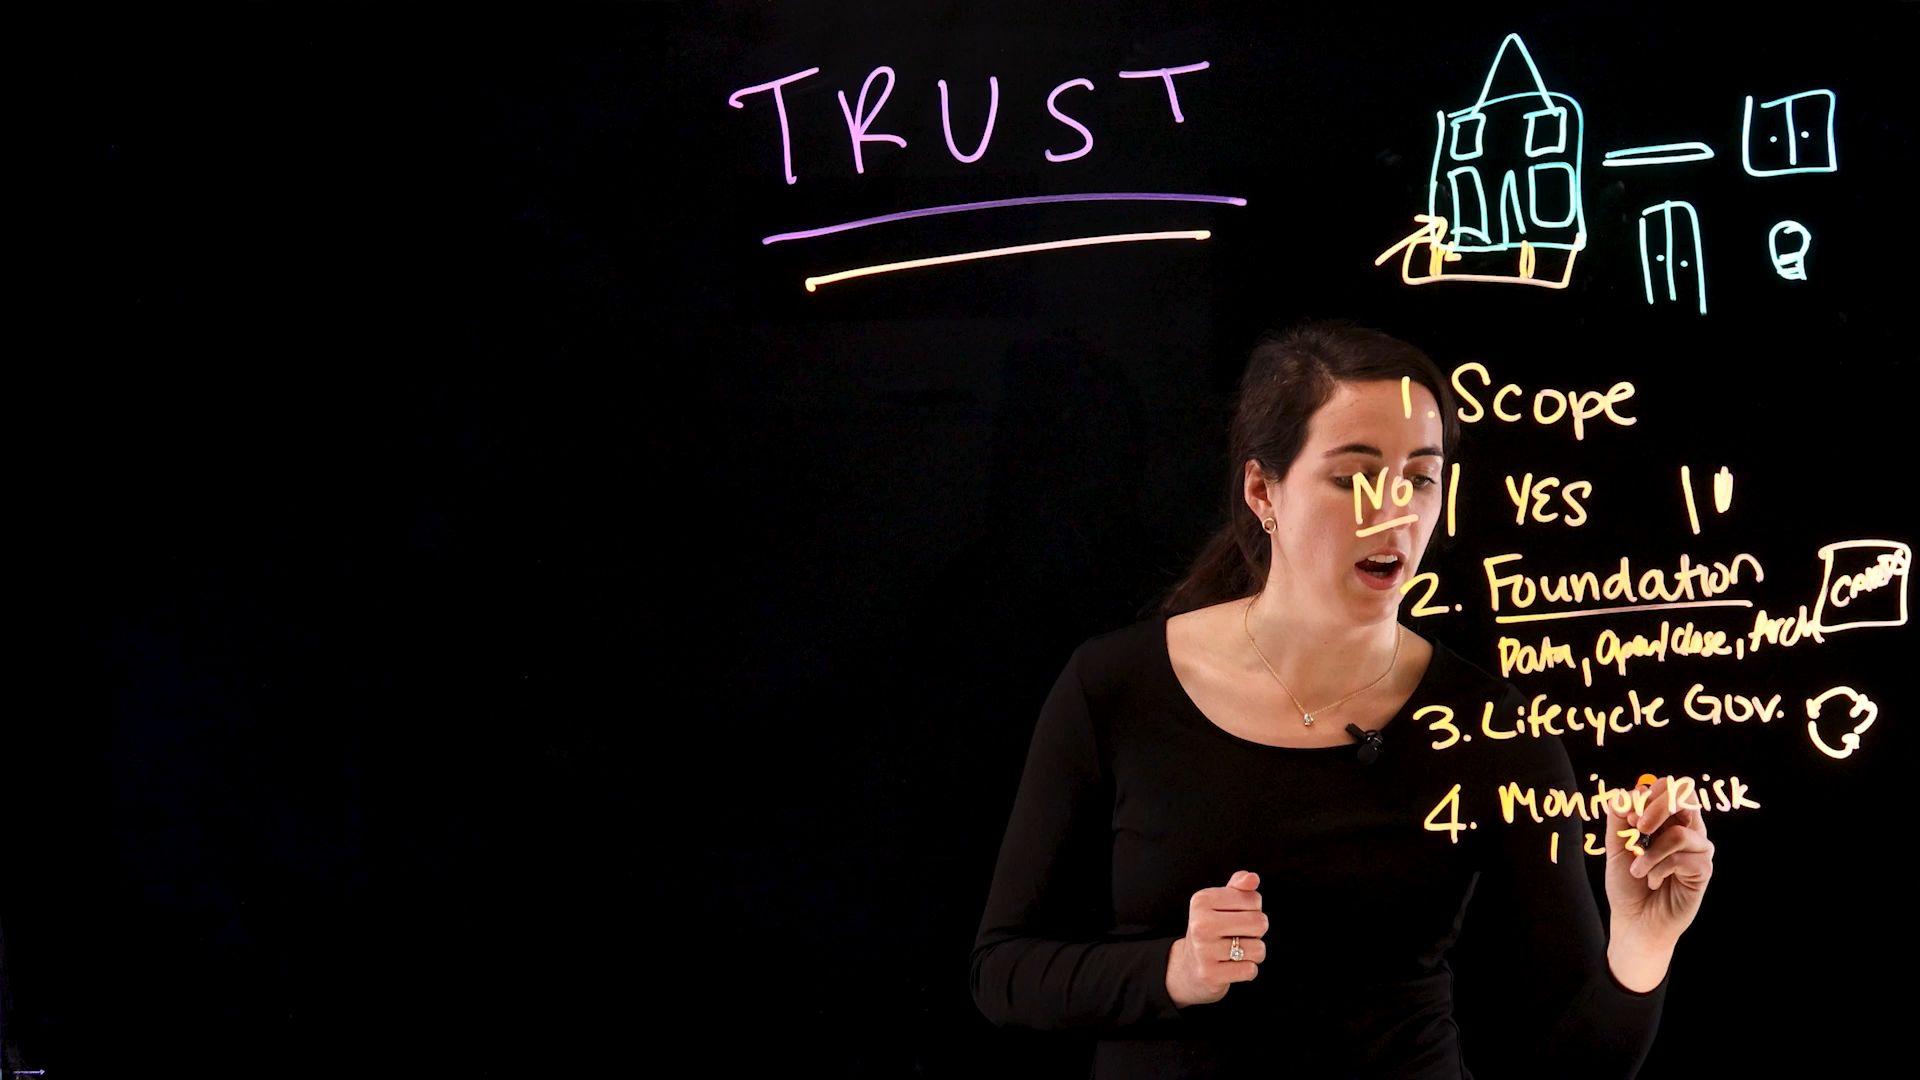 TRUST
1. Scope
NO | YES
2. Foundation
Data, Open/close, Arch
CARDS
3. Lifecycle Gov.
4. Monitor Risk
1 2 3